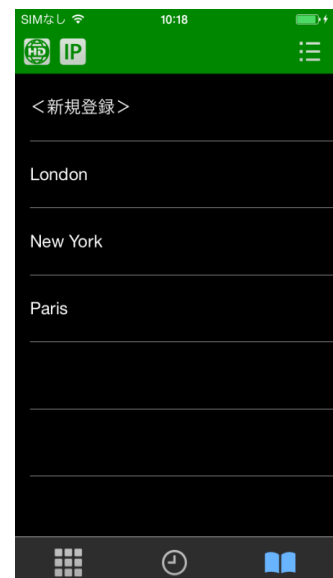 SIMなし 10:18
HD IP
＜新規登録＞
London
New York
Paris